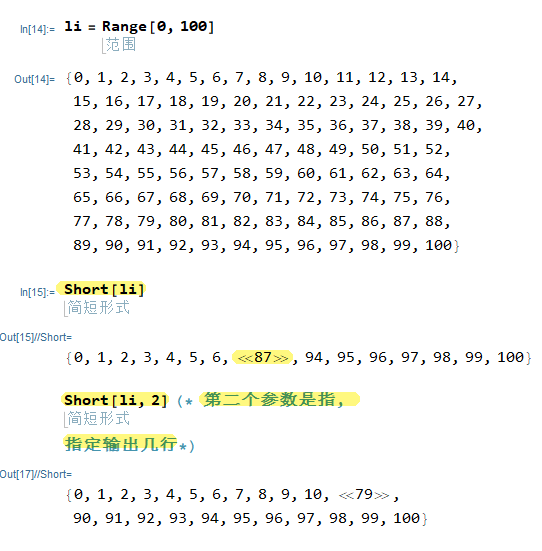 In[14]:= li = Range[0, 100]
范围
Out[14]= {0, 1, 2, 3, 4, 5, 6, 7, 8, 9, 10, 11, 12, 13, 14,
15, 16, 17, 18, 19, 20, 21, 22, 23, 24, 25, 26, 27,
28, 29, 30, 31, 32, 33, 34, 35, 36, 37, 38, 39, 40,
41, 42, 43, 44, 45, 46, 47, 48, 49, 50, 51, 52,
53, 54, 55, 56, 57, 58, 59, 60, 61, 62, 63, 64,
65, 66, 67, 68, 69, 70, 71, 72, 73, 74, 75, 76,
77, 78, 79, 80, 81, 82, 83, 84, 85, 86, 87, 88,
89, 90, 91, 92, 93, 94, 95, 96, 97, 98, 99, 100}
In[15]:= Short[li]
简短形式
Out[15]//Short=
{0, 1, 2, 3, 4, 5, 6, <<87>>, 94, 95, 96, 97, 98, 99, 100}
Short[li, 2] (* 第二个参数是指，
简短形式
指定输出几行*)
Out[17]//Short=
{0, 1, 2, 3, 4, 5, 6, 7, 8, 9, 10, <<79>>,
90, 91, 92, 93, 94, 95, 96, 97, 98, 99, 100}